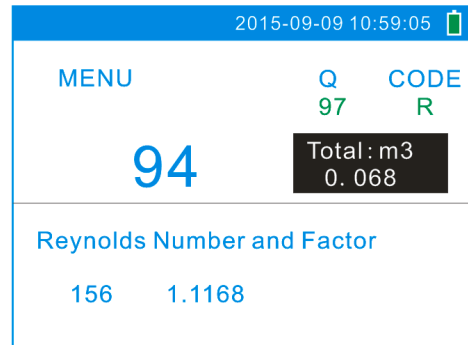 2015-09-09 10:59:05
MENU Q CODE
97 R
94
Total:m3
0.068
Reynolds Number and Factor
156 1.1168